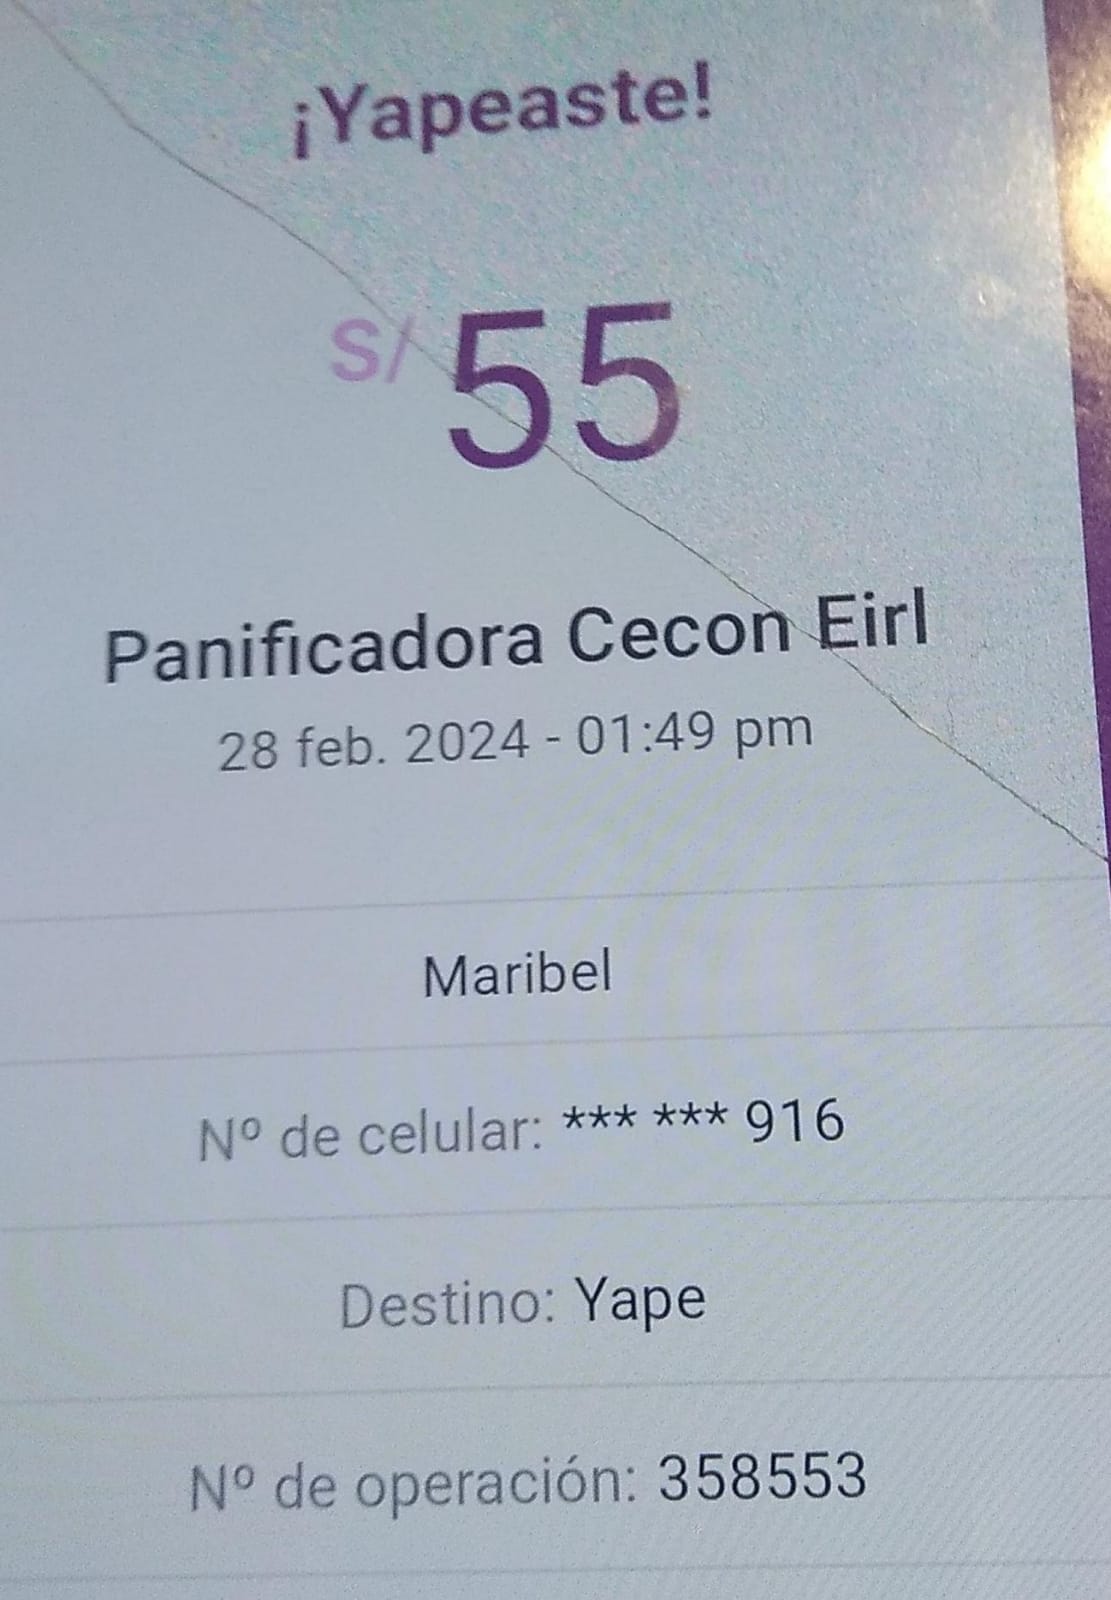 ¡Yapeaste!
S/ 55
Panificadora Cecon Eirl
28 feb. 2024 - 01:49 pm
Maribel
Nº de celular: *** *** 916
Destino: Yape
Nº de operación: 358553